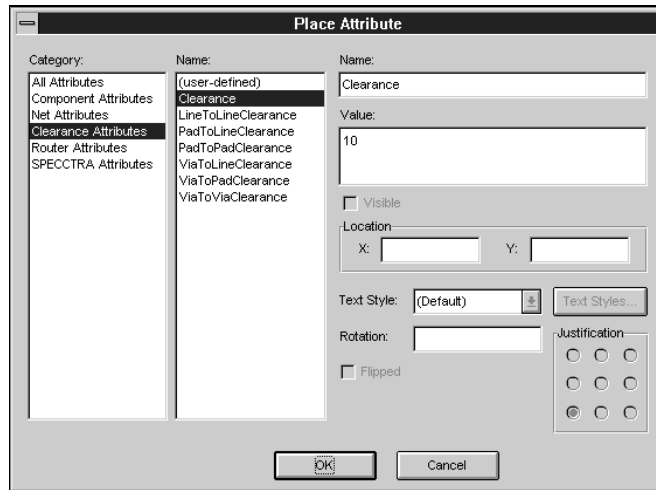 Place Attribute
Category:
All Attributes
Component Attributes
Net Attributes
Clearance Attributes
Router Attributes
SPECCTRA Attributes
Name:
(user-defined)
Clearance
LineToLineClearance
PadToLineClearance
PadToPadClearance
ViaToLineClearance
ViaToPadClearance
ViaToViaClearance
Name:
Clearance
Value:
10
Visible
Location
X:
Y:
Text Style:
(Default)
Text Styles...
Rotation:
Flipped
Justification
OK
Cancel